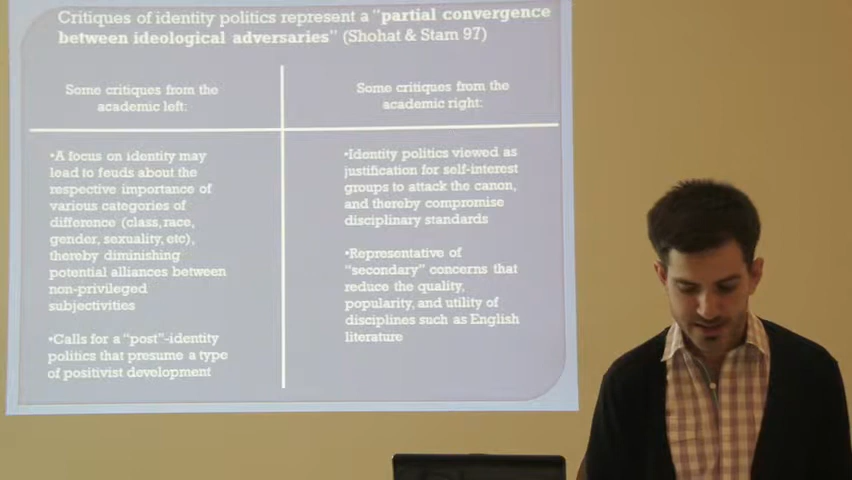 Critiques of identity politics represent a “partial convergence
between ideological adversaries” (Shohat & Stam 97)
Some critiques from the
academic left:
•A focus on identity may
lead to feuds about the
respective importance of
various categories of
difference (class, race,
gender, sexuality, etc),
thereby diminishing
potential alliances between
non-privileged
subjectivities
•Calls for a “post”-identity
politics that presume a type
of positivist development
Some critiques from the
academic right:
•Identity politics viewed as
justification for self-interest
groups to attack the canon,
and thereby compromise
disciplinary standards
•Representative of
“secondary” concerns that
reduce the quality,
popularity, and utility of
disciplines such as English
literature